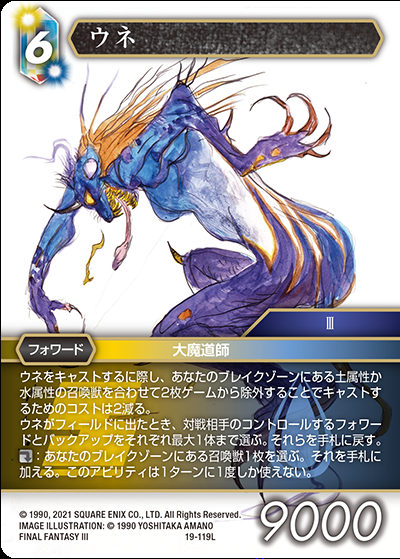 6
ウネ
III
フォワード
大魔道師
ウネをキャストするに際し、あなたのブレイクゾーンにある土属性か
水属性の召喚獣を合わせて2枚ゲームから除外することでキャストす
るためのコストは2減る。
ウネがフィールドに出たとき、対戦相手のコントロールするフォワー
ドとバックアップをそれぞれ最大1体まで選ぶ。それらを手札に戻す。
：あなたのブレイクゾーンにある召喚獣1枚を選ぶ。それを手札に
加える。このアビリティは1ターンに1度しか使えない。
© 1990, 2021 SQUARE ENIX CO., LTD. All Rights Reserved.
IMAGE ILLUSTRATION: © 1990 YOSHITAKA AMANO
FINAL FANTASY III
19-119L
9000